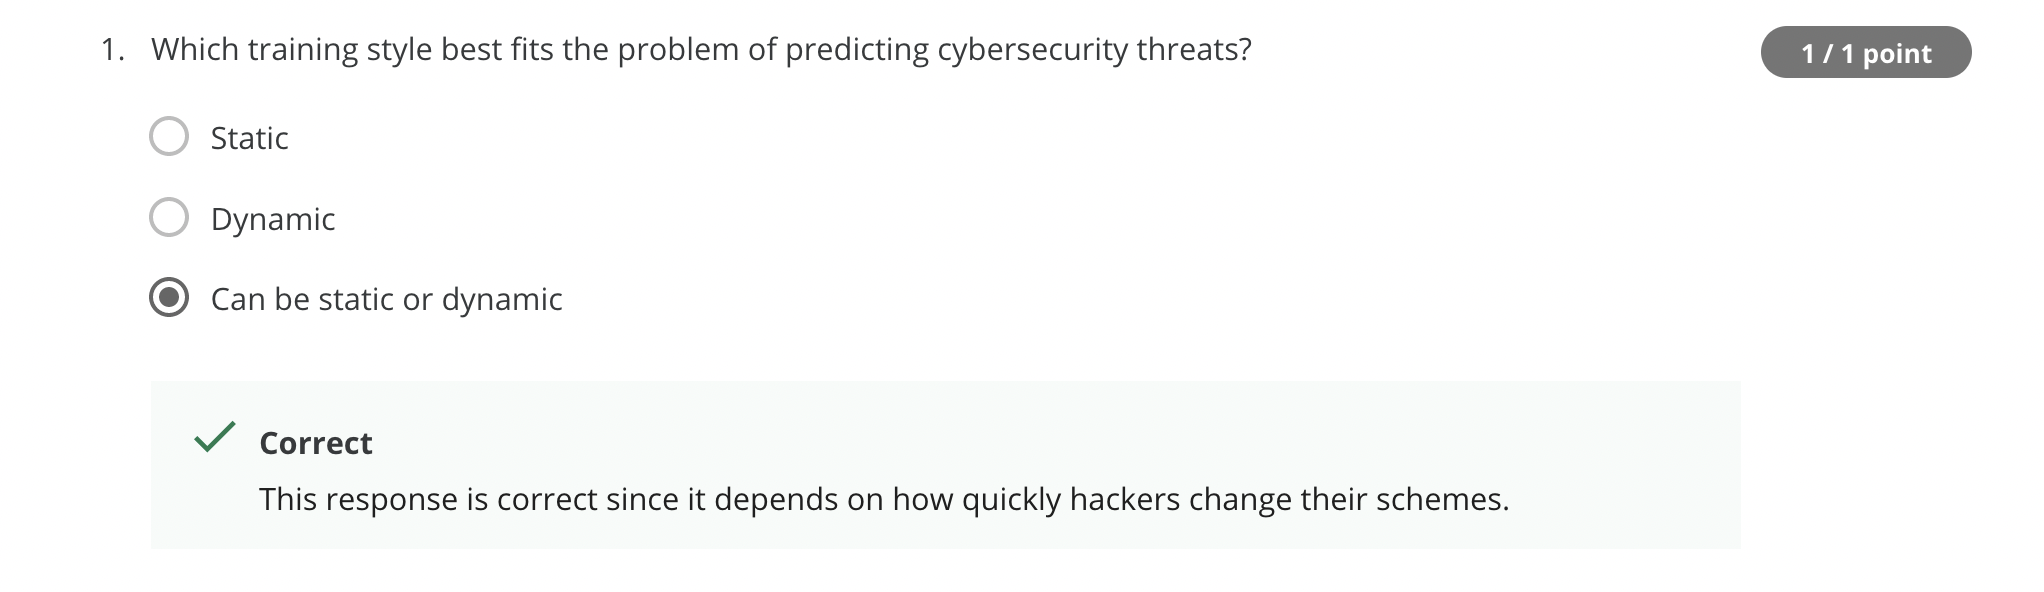 1. Which training style best fits the problem of predicting cybersecurity threats?
1 / 1 point
Static
Dynamic
Can be static or dynamic
Correct
This response is correct since it depends on how quickly hackers change their schemes.